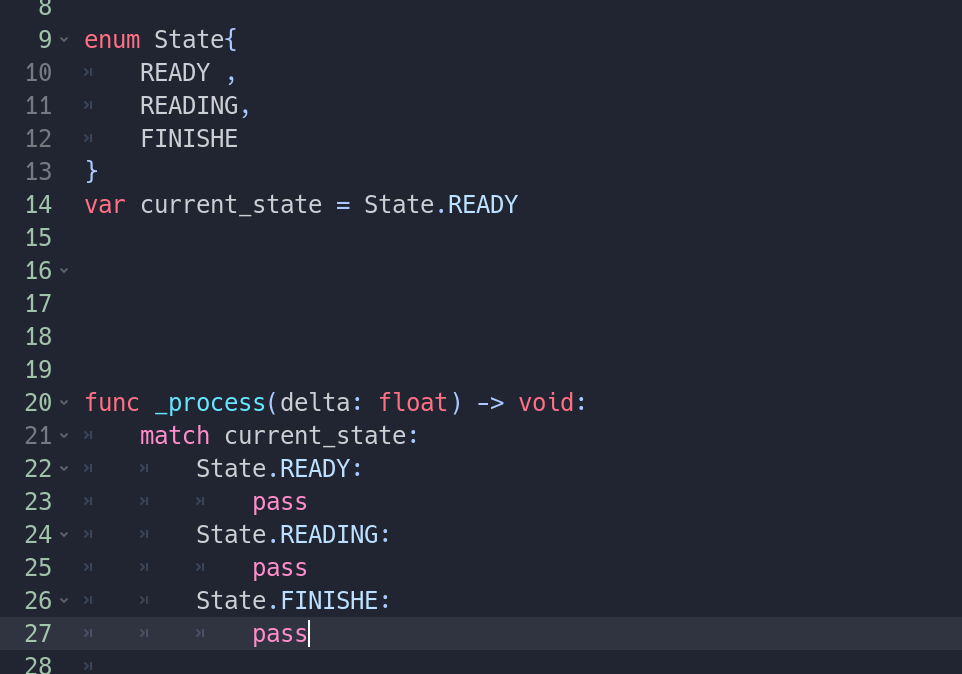 8
9 enum State{
10 READY ,
11 READING,
12 FINISHE
13 }
14 var current_state = State.READY
15
16
17
18
19
20 func _process(delta: float) -> void:
21 match current_state:
22 State.READY:
23 pass
24 State.READING:
25 pass
26 State.FINISHE:
27 pass
28